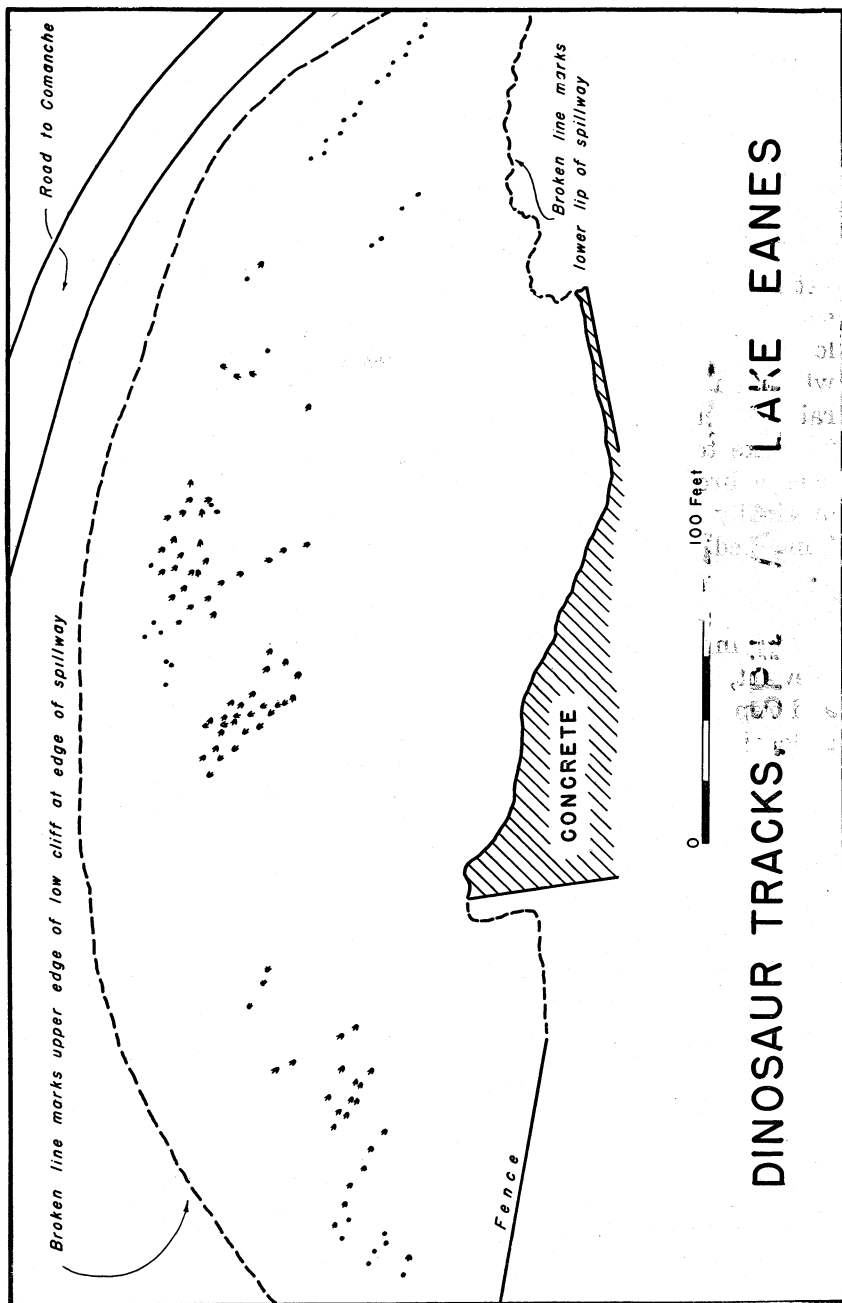 Road to Comanche
Broken line marks upper edge of low cliff at edge of spillway
Broken line marks
lower lip of spillway
CONCRETE
Fence
0
100 Feet
DINOSAUR TRACKS,
LAKE EANES